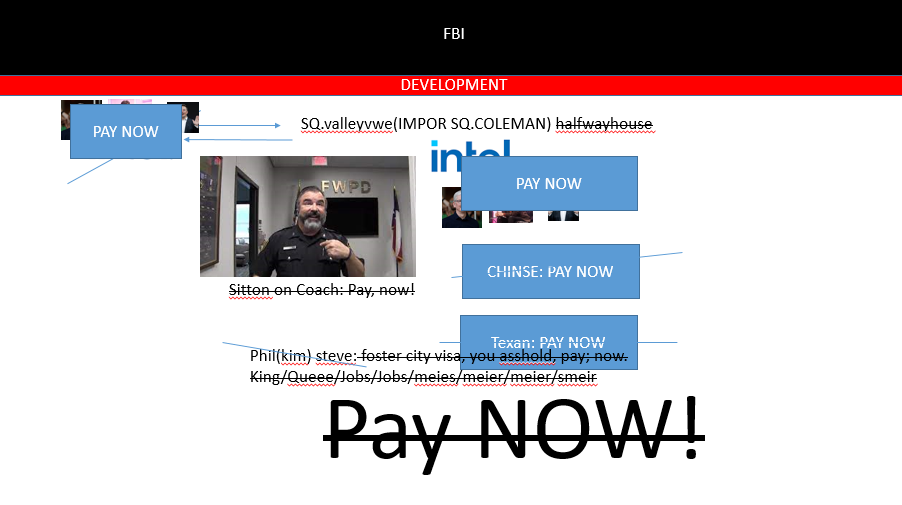 FBI
DEVELOPMENT
PAY NOW
SQ.valleyvwe(IMPOR SQ.COLEMAN) halfwayhouse
intel
PAY NOW
FWPD
CHINSE: PAY NOW
Sitton on Coach: Pay, now!
Texan: PAY NOW
Phil(kim) steve: foster city visa, you asshold, pay; now.
King/Queee/Jobs/Jobs/meies/meier/meier/smeir
Pay NOW!